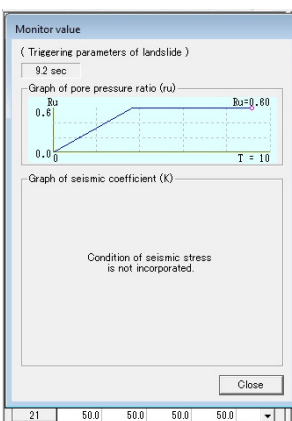 Monitor value
( Triggering parameters of landslide )
9.2 sec
Graph of pore pressure ratio (ru)
Ru
Ru=0.60
0.6
0.0
0
T = 10
Graph of seismic coefficient (K)
Condition of seismic stress
is not incorporated.
Close
21 50.0 50.0 50.0 50.0